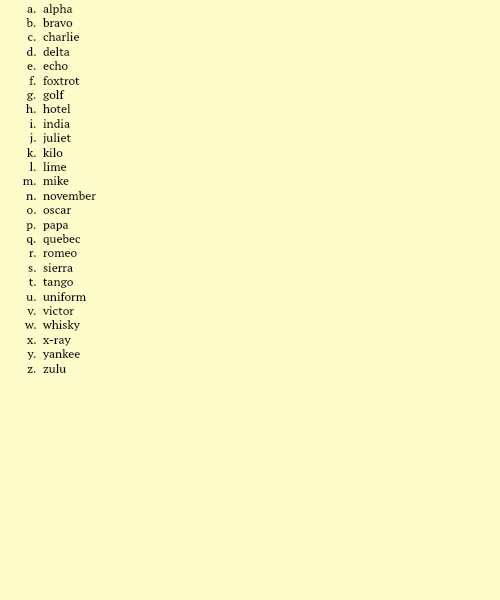 a. alpha
b. bravo
c. charlie
d. delta
e. echo
f. foxtrot
g. golf
h. hotel
i. india
j. juliet
k. kilo
l. lime
m. mike
n. november
o. oscar
p. papa
q. quebec
r. romeo
s. sierra
t. tango
u. uniform
v. victor
w. whisky
x. x-ray
y. yankee
z. zulu